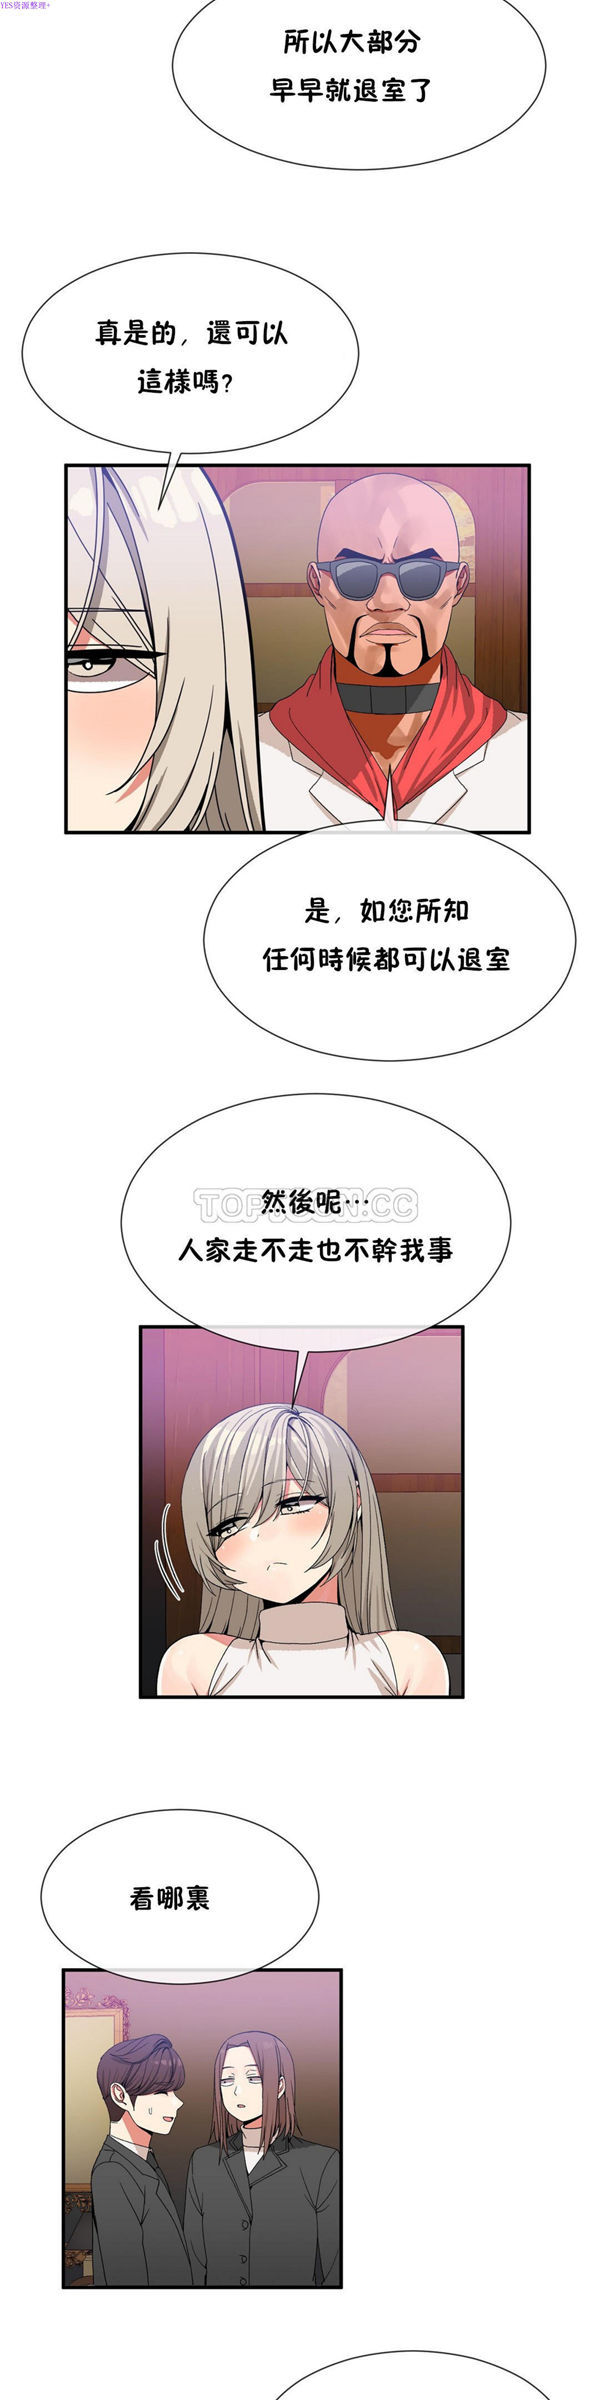 YES资源整理+
所以大部分
早早就退室了
真是的，還可以
這樣嗎？
是，如您所知
任何時候都可以退室
然後呢…
人家走不走也不幹我事
看哪裏